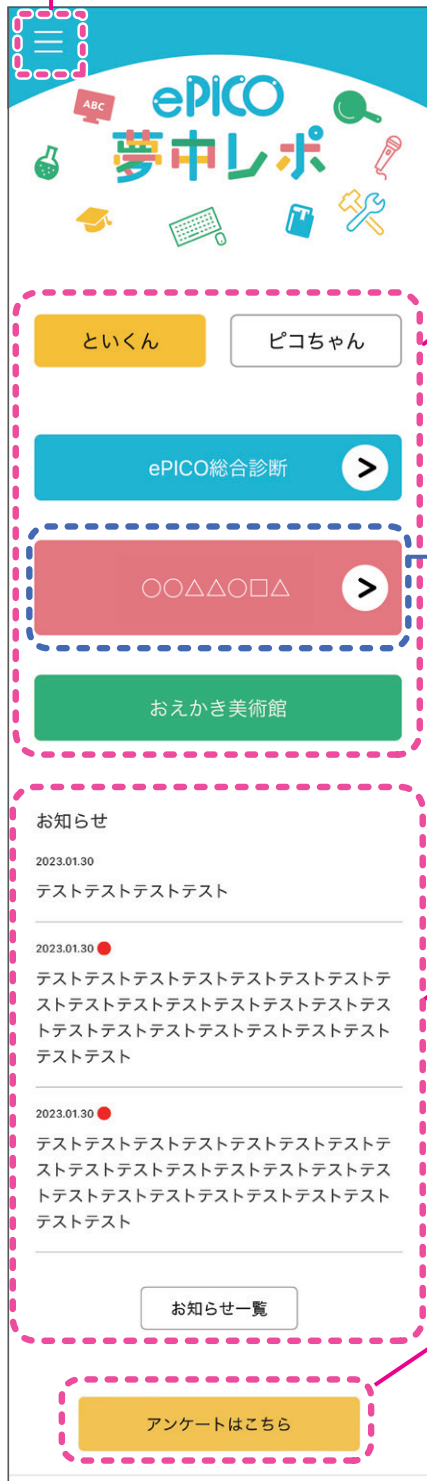 ABC
ePICO
夢中レポ
といくん
ピコちゃん
ePICO総合診断
>
○○△△○□△
>
おえかき美術館
お知らせ
2023.01.30
テストテストテストテスト
2023.01.30
テストテストテストテストテストテストテストテ
ストテストテストテストテストテストテストテス
トテストテストテストテストテストテストテスト
テストテスト
2023.01.30
テストテストテストテストテストテストテストテ
ストテストテストテストテストテストテストテス
トテストテストテストテストテストテストテスト
テストテスト
お知らせ一覧
アンケートはこちら